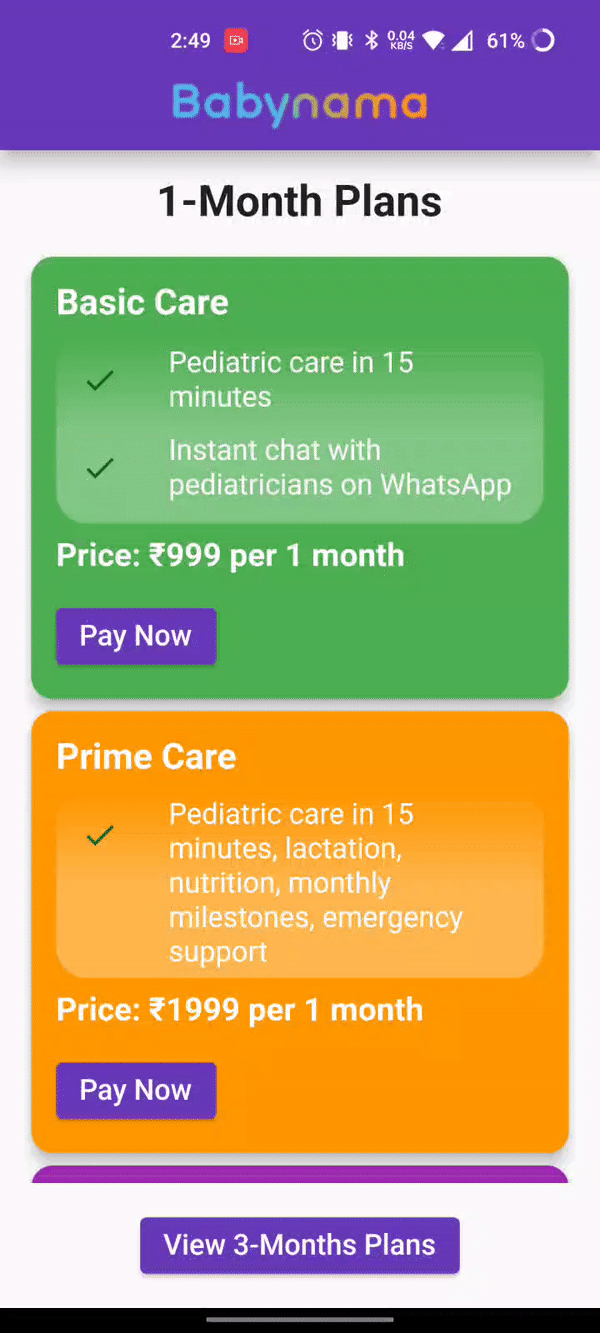 2:49
0.04
KB/S
61%
Babynama
1-Month Plans
Basic Care
Pediatric care in 15
minutes
Instant chat with
pediatricians on WhatsApp
Price: ₹999 per 1 month
Pay Now
Prime Care
Pediatric care in 15
minutes, lactation,
nutrition, monthly
milestones, emergency
support
Price: ₹1999 per 1 month
Pay Now
View 3-Months Plans